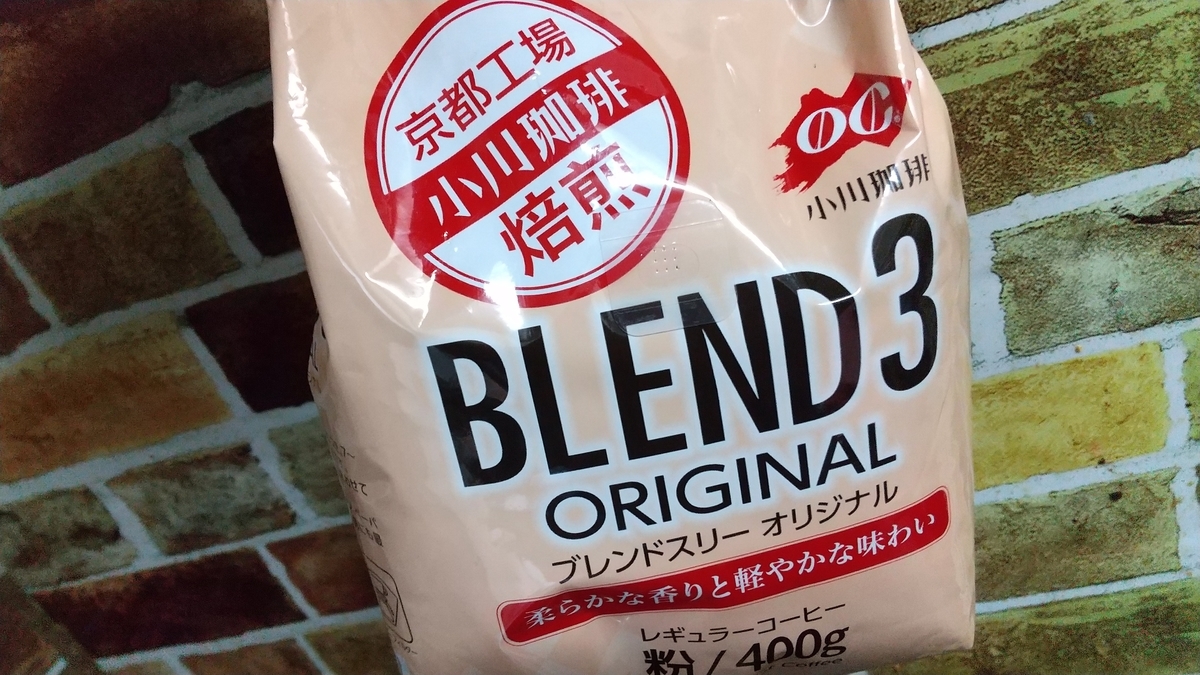 京都工場
小川珈琲
焙煎
OC
小川珈琲
BLEND 3
ORIGINAL
ブレンドスリー オリジナル
柔らかな香りと軽やかな味わい
レギュラーコーヒー
粉/400g